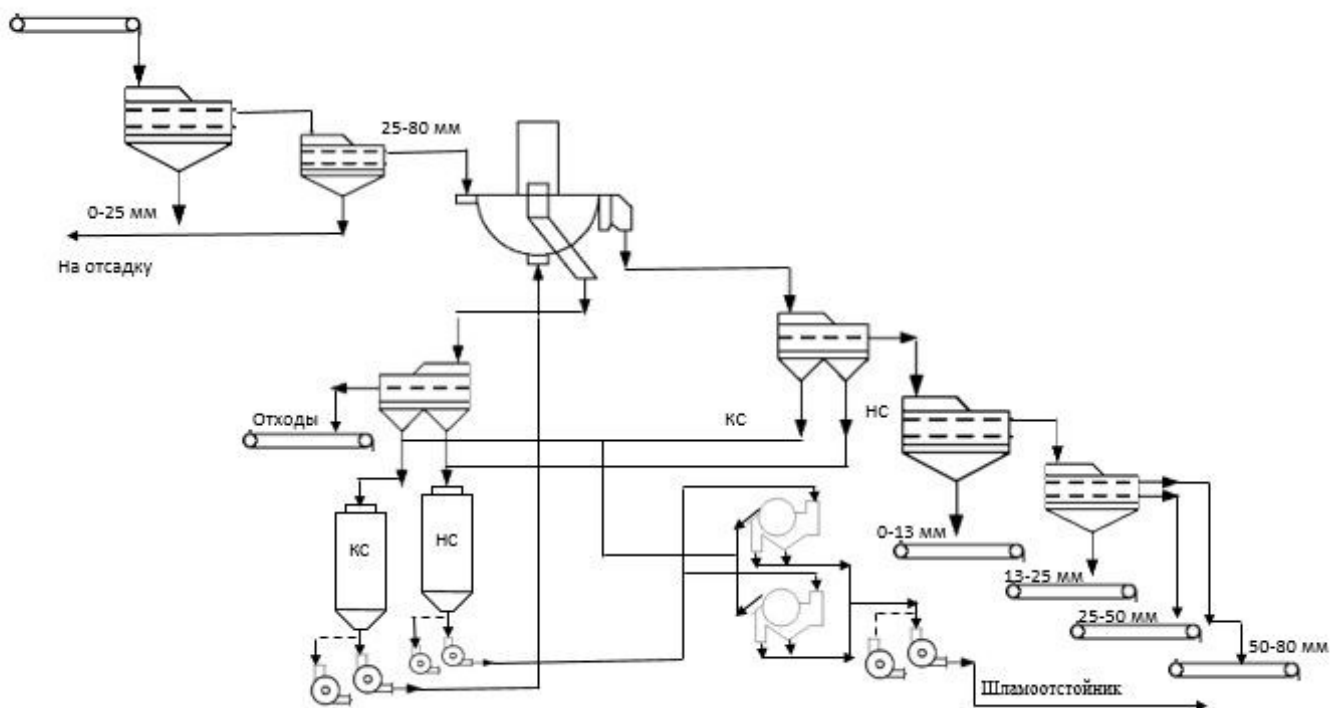 25-80 мм
0-25 мм
На отсадку
Отходы
КС
НС
КС
НС
0-13 мм
13-25 мм
25-50 мм
50-80 мм
Шламоотстойник